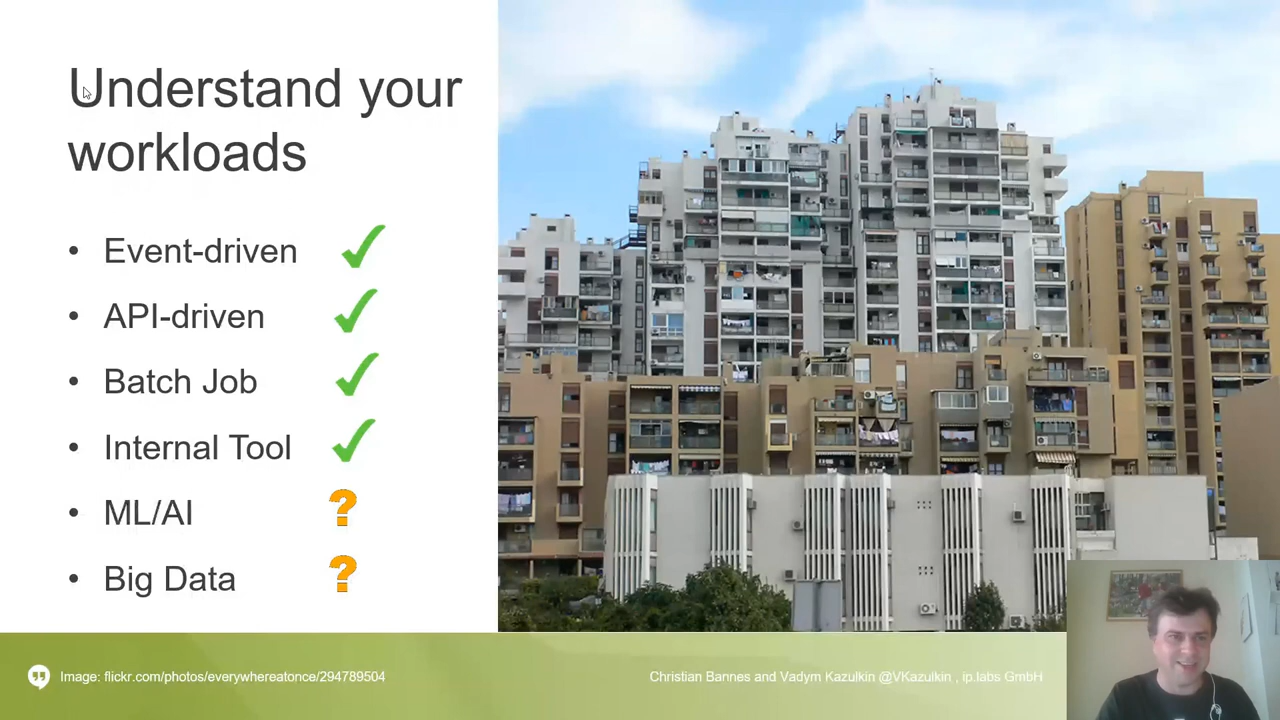 Understand your
workloads
• Event-driven
• API-driven
• Batch Job
• Internal Tool
• ML/AI ?
• Big Data ?
Image: flickr.com/photos/everywhereatonce/294789504
Christian Bannes and Vadym Kazulkin @VKazulkin , ip.labs GmbH